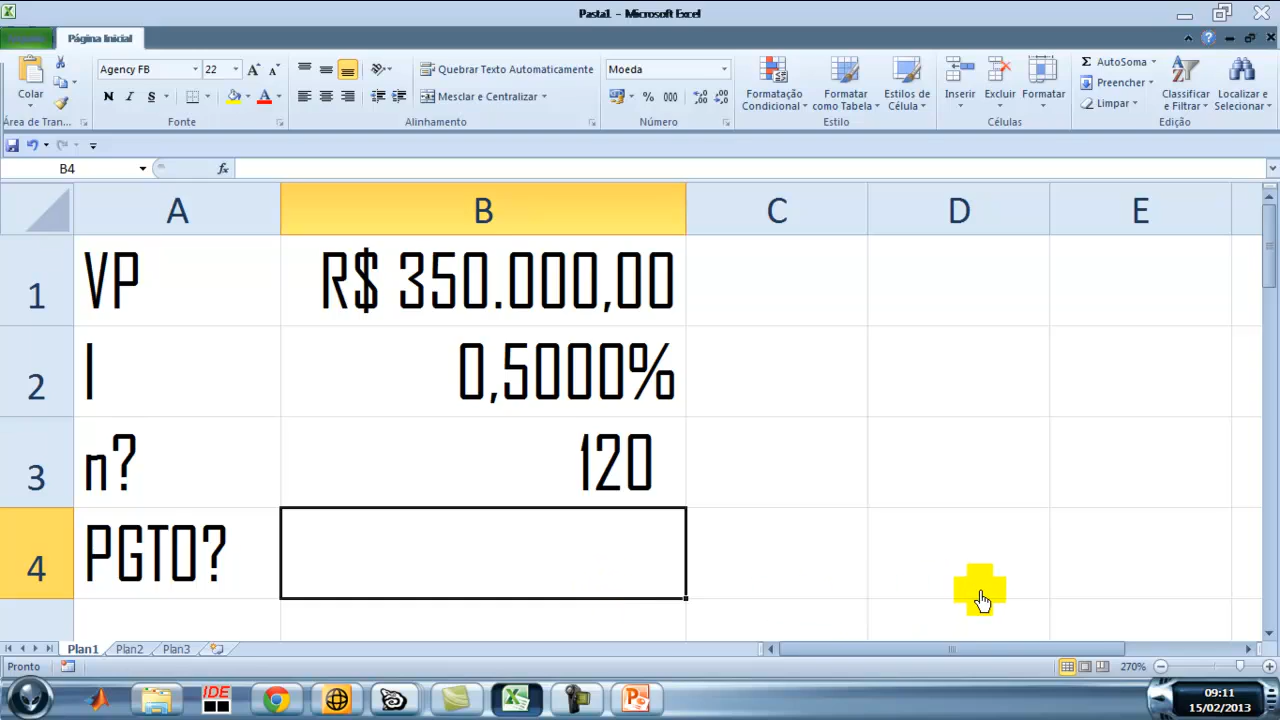 Pasta1 - Microsoft Excel
Página Inicial
Colar
Área de Tran...
Agency FB
22
N I S
Fonte
Quebrar Texto Automaticamente
Mesclar e Centralizar
Alinhamento
Moeda
% 000
Número
Formatação Condicional
Formatar como Tabela
Estilos de Célula
Estilo
Inserir
Excluir
Formatar
Células
Σ AutoSoma
Preencher
Limpar
Classificar e Filtrar
Localizar e Selecionar
Edição
B4
fx
A B C D E
1 VP R$ 350.000,00
2 I 0,5000%
3 n? 120
4 PGTO?
Plan1 Plan2 Plan3
Pronto
270%
IDE
09:11
15/02/2013